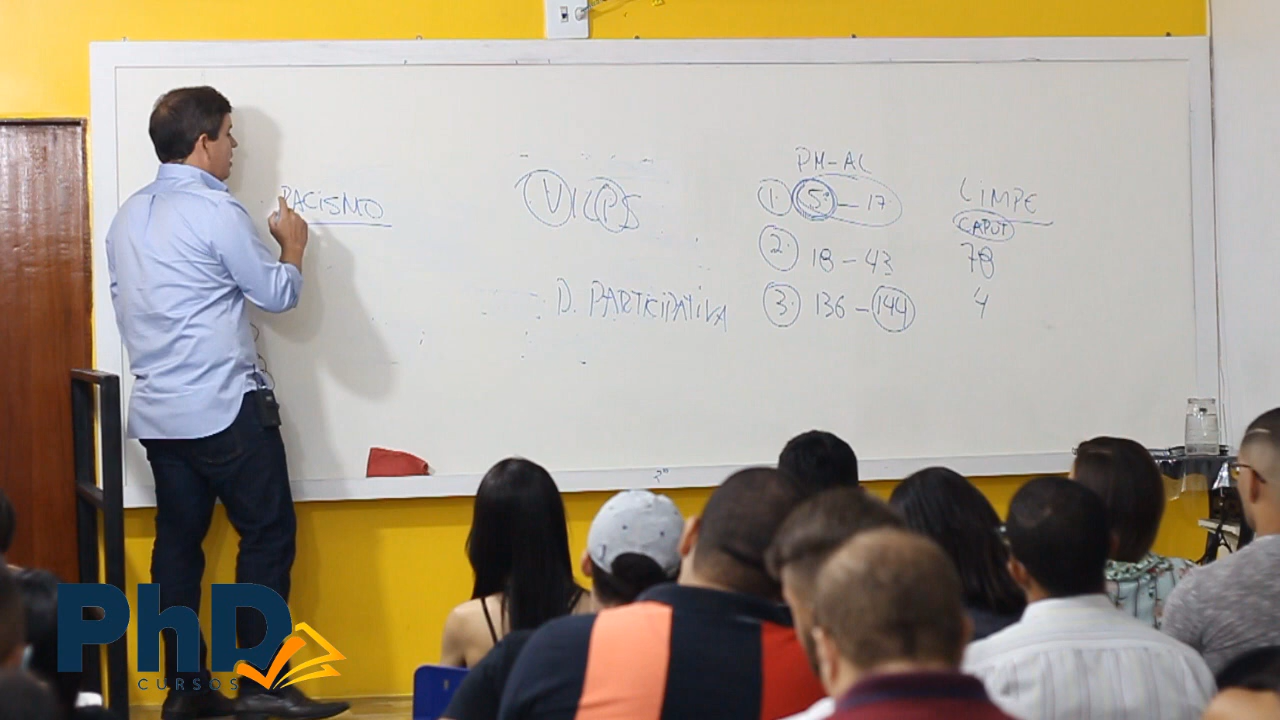 RACISMO
VICPS
D. PARTICIPATIVA
PM-AL
1. 5º - 17
2. 18 - 43
3. 136 - 144
LIMPE
CAPUT
78
4
PhD
CURSOS